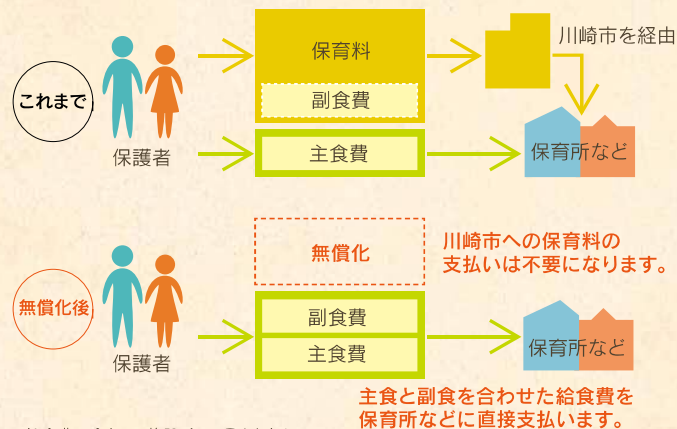 これまで
保護者
保育料
副食費
主食費
川崎市を経由
保育所など
無償化後
保護者
無償化
川崎市への保育料の
支払いは不要になります。
副食費
主食費
保育所など
主食と副食を合わせた給食費を
保育所などに直接支払います。